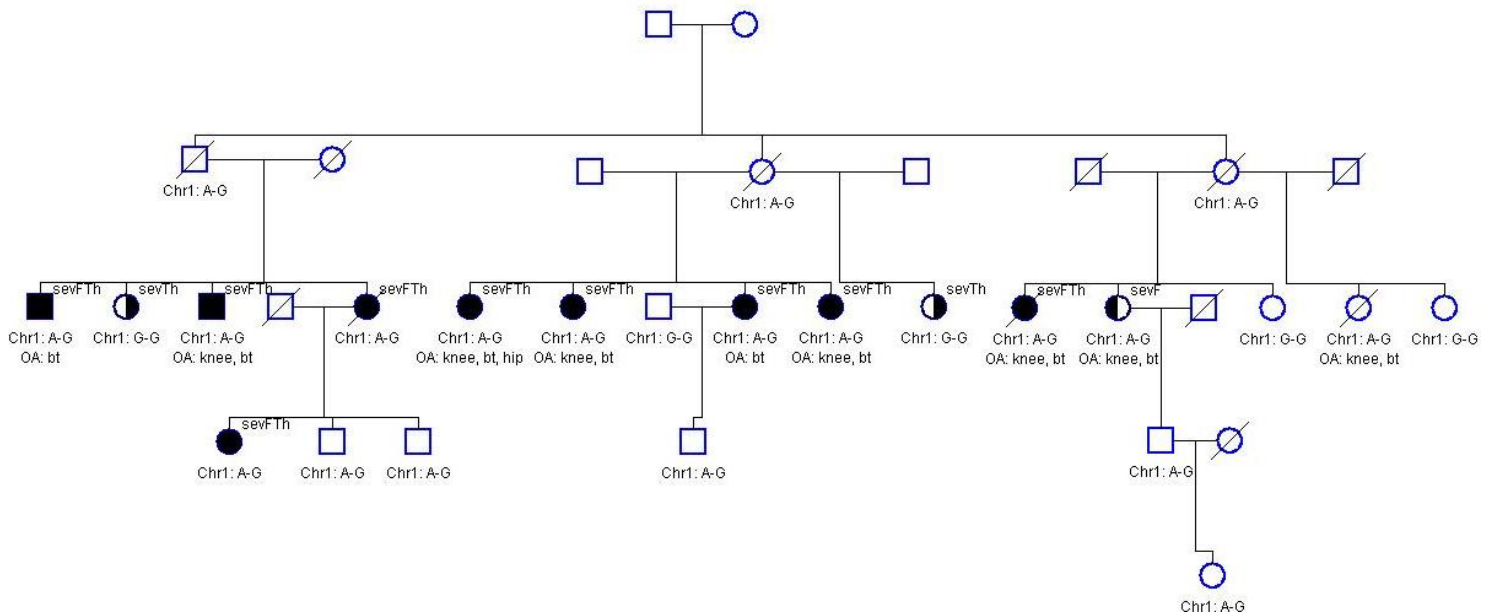 Chr1: A-G
Chr1: A-G
Chr1: A-G
sevFTh
sevTh
sevFTh
sevFTh
sevFTh
sevFTh
sevFTh
sevFTh
sevTh
sevFTh
sevF
Chr1: A-G
Chr1: G-G
Chr1: A-G
Chr1: A-G
Chr1: A-G
Chr1: A-G
Chr1: G-G
Chr1: A-G
Chr1: A-G
Chr1: G-G
Chr1: A-G
Chr1: A-G
Chr1: G-G
Chr1: A-G
Chr1: G-G
OA: bt
OA: knee, bt
OA: knee, bt, hip
OA: knee, bt
OA: bt
OA: knee, bt
OA: knee, bt
OA: knee, bt
OA: knee, bt
sevFTh
Chr1: A-G
Chr1: A-G
Chr1: A-G
Chr1: A-G
Chr1: A-G
Chr1: A-G